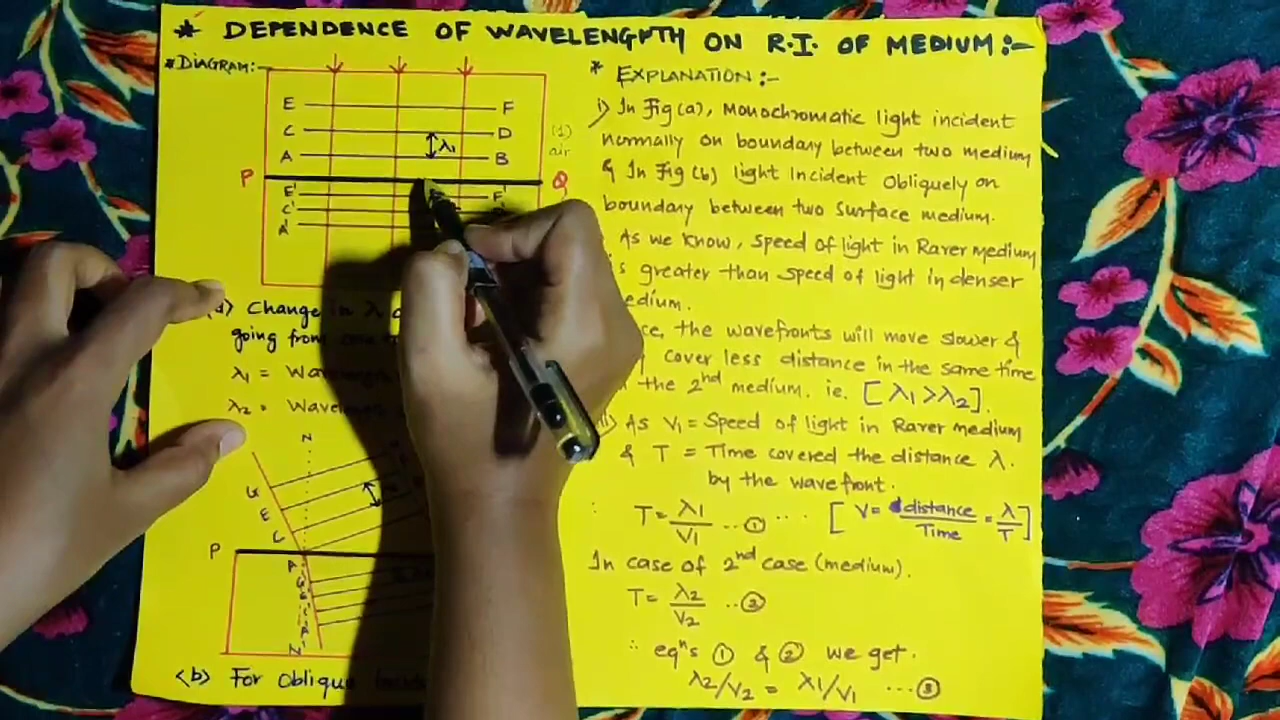 * DEPENDENCE OF WAVELENGPTH ON R.I. OF MEDIUM:-
* DIAGRAM:-
E F
C D
λ1
A B
(1)
air
P Q
E' F'
C'
A'
Change in λ
going from
λ1 =
λ2 =
N
G
E
C
P
A
N'
(b) For Oblique
* EXPLANATION:-
i) In Fig(a), Monochromatic light incident
normally on boundary between two medium
& In Fig(b) light Incident Obliquely on
boundary between two Surface medium.
As we know, Speed of light in Rarer medium
is greater than Speed of light in denser
edium.
ce, the wavefronts will move slower &
cover less distance in the same time
the 2nd medium. ie. [λ1>λ2].
As V1 = Speed of light in Rarer medium
& T = Time covered the distance λ.
by the wavefront.
∴ T = λ1/V1 ...① ... [V = distance/Time = λ/T]
In case of 2nd case (medium).
T = λ2/V2 ..②
∴ eqns ① & ② we get.
λ2/V2 = λ1/V1 ...③